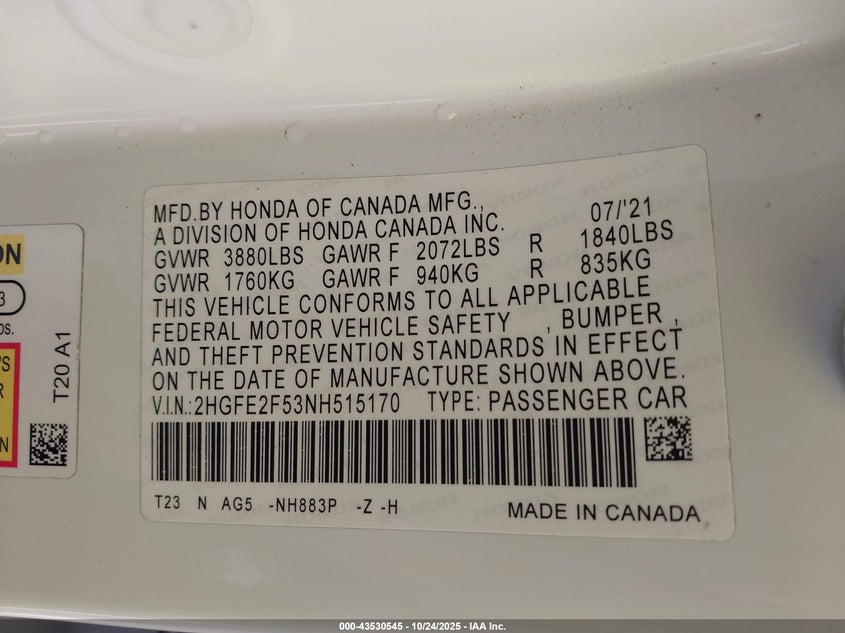 MFD.BY HONDA OF CANADA MFG., 07/'21
A DIVISION OF HONDA CANADA INC.
GVWR 3880LBS GAWR F 2072LBS R 1840LBS
GVWR 1760KG GAWR F 940KG R 835KG
THIS VEHICLE CONFORMS TO ALL APPLICABLE
FEDERAL MOTOR VEHICLE SAFETY , BUMPER ,
AND THEFT PREVENTION STANDARDS IN EFFECT
ON THE DATE OF MANUFACTURE SHOWN ABOVE.
V.I.N.:2HGFE2F53NH515170 TYPE: PASSENGER CAR
T23 N AG5 -NH883P -Z -H
MADE IN CANADA
T20 A1
000-43530545 - 10/24/2025 - IAA Inc.